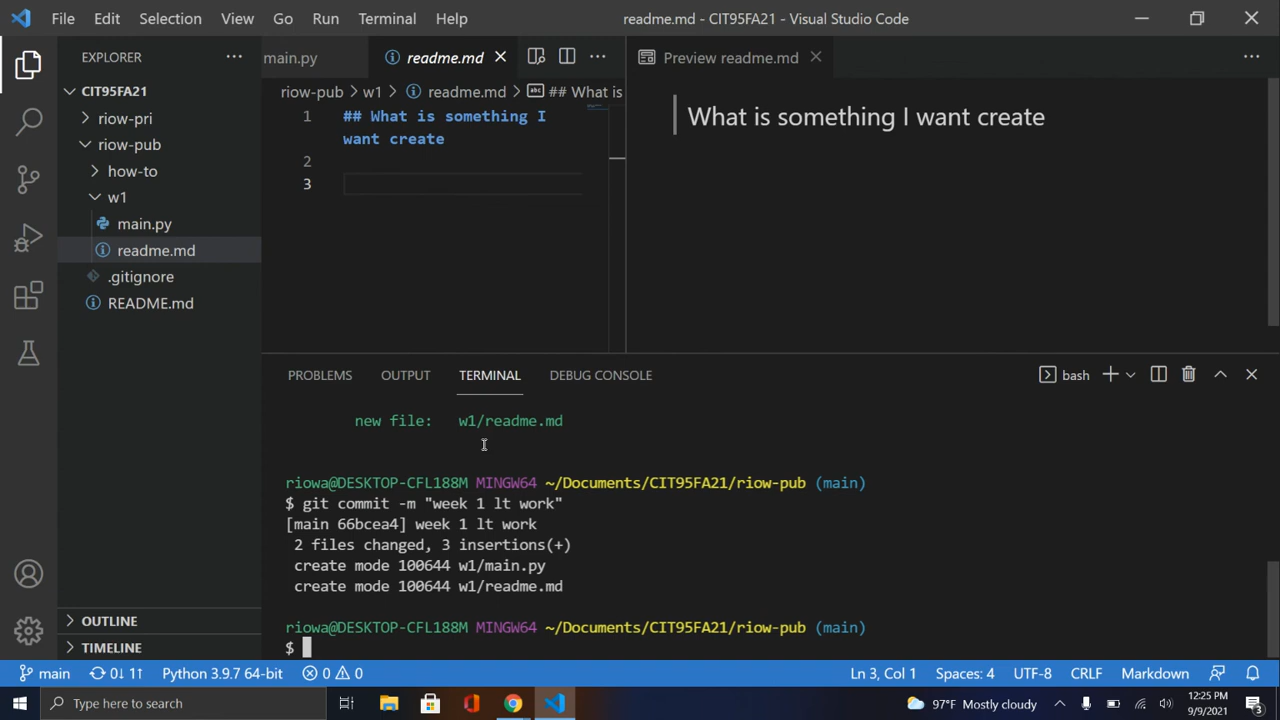 File Edit Selection View Go Run Terminal Help readme.md - CIT95FA21 - Visual Studio Code
EXPLORER
CIT95FA21
riow-pri
riow-pub
how-to
w1
main.py
readme.md
.gitignore
README.md
OUTLINE
TIMELINE
main.py readme.md
riow-pub > w1 > readme.md > ## What is
1 ## What is something I
want create
2
3
Preview readme.md
What is something I want create
PROBLEMS OUTPUT TERMINAL DEBUG CONSOLE bash
new file: w1/readme.md
riowa@DESKTOP-CFL188M MINGW64 ~/Documents/CIT95FA21/riow-pub (main)
$ git commit -m "week 1 lt work"
[main 66bcea4] week 1 lt work
2 files changed, 3 insertions(+)
create mode 100644 w1/main.py
create mode 100644 w1/readme.md
riowa@DESKTOP-CFL188M MINGW64 ~/Documents/CIT95FA21/riow-pub (main)
$
main 0↓ 1↑ Python 3.9.7 64-bit 0 0 Ln 3, Col 1 Spaces: 4 UTF-8 CRLF Markdown
Type here to search 97°F Mostly cloudy 12:25 PM
9/9/2021 3